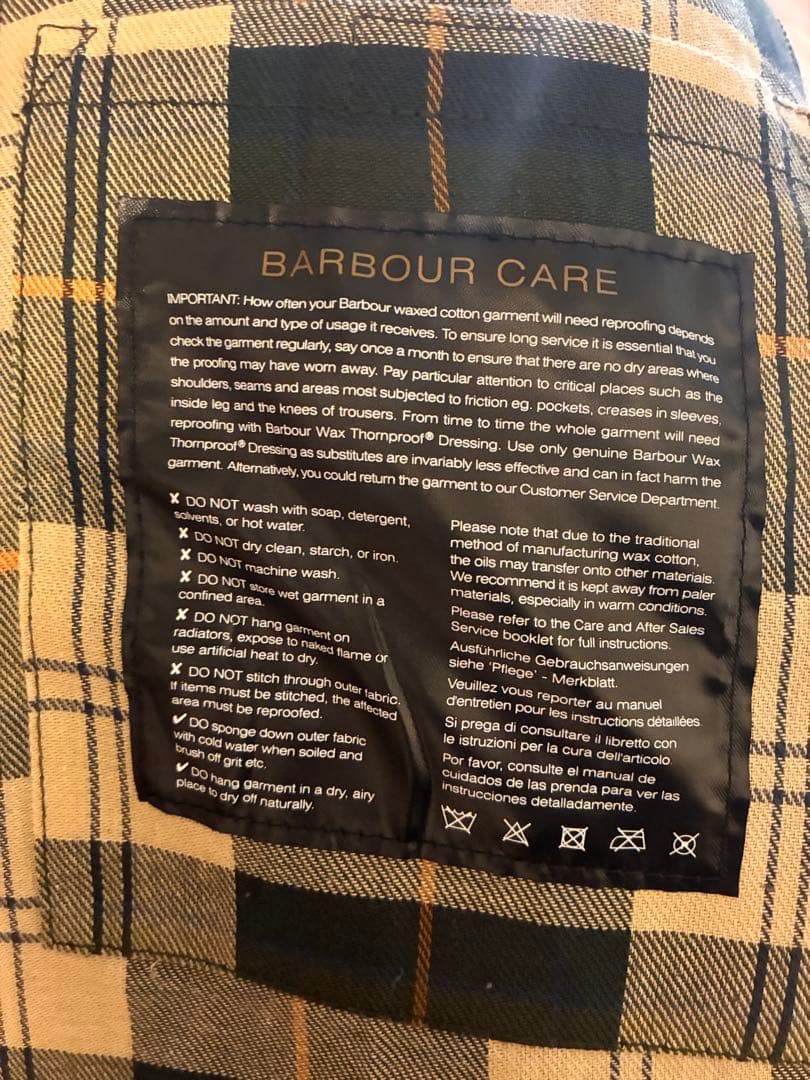 BARBOUR CARE
IMPORTANT: How often your Barbour waxed cotton garment will need reproofing depends
on the amount and type of usage it receives. To ensure long service it is essential that you
check the garment regularly, say once a month to ensure that there are no dry areas where
the proofing may have worn away. Pay particular attention to critical places such as the
shoulders, seams and areas most subjected to friction eg. pockets, creases in sleeves,
inside leg and the knees of trousers. From time to time the whole garment will need
reproofing with Barbour Wax Thornproof® Dressing. Use only genuine Barbour Wax
Thornproof® Dressing as substitutes are invariably less effective and can in fact harm the
garment. Alternatively, you could return the garment to our Customer Service Department.
✘ DO NOT wash with soap, detergent,
solvents, or hot water.
✘ DO NOT dry clean, starch, or iron.
✘ DO NOT machine wash.
✘ DO NOT store wet garment in a
confined area.
✘ DO NOT hang garment on
radiators, expose to naked flame or
use artificial heat to dry.
✘ DO NOT stitch through outer fabric.
If items must be stitched, the affected
area must be reproofed.
✔ DO sponge down outer fabric
with cold water when soiled and
brush off grit etc.
✔ DO hang garment in a dry, airy
place to dry off naturally.
Please note that due to the traditional
method of manufacturing wax cotton,
the oils may transfer onto other materials.
We recommend it is kept away from paler
materials, especially in warm conditions.
Please refer to the Care and After Sales
Service booklet for full instructions.
Ausführliche Gebrauchsanweisungen
siehe 'Pflege' - Merkblatt.
Veuillez vous reporter au manuel
d'entretien pour les instructions détaillées
Si prega di consultare il libretto con
le istruzioni per la cura dell'articolo
Por favor, consulte el manual de
cuidados de las prenda para ver las
instrucciones detalladamente.